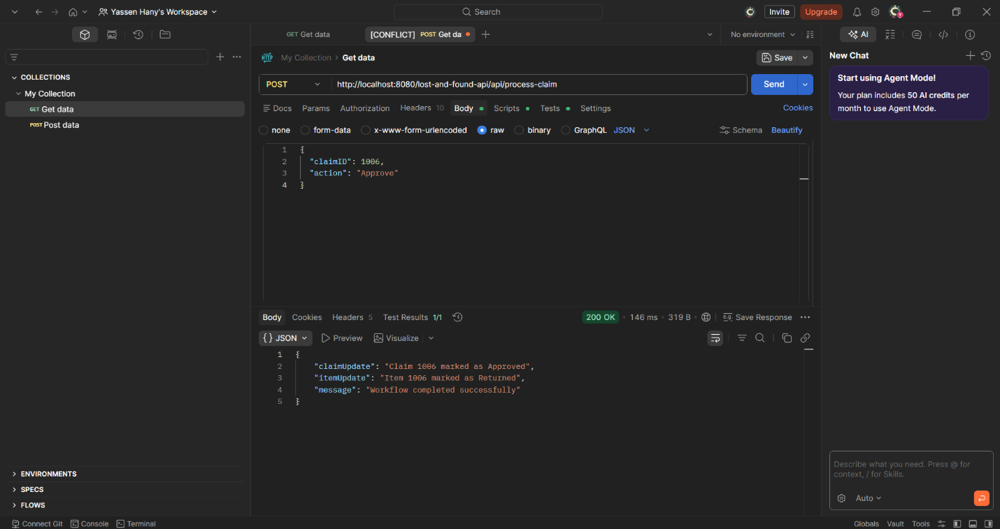 Yassen Hany's Workspace
Search
Invite
Upgrade
GET Get data
[CONFLICT] POST Get da
No environment
AI
HTTP My Collection > Get data
Save
New Chat
COLLECTIONS
My Collection
GET Get data
POST Post data
POST http://localhost:8080/lost-and-found-api/api/process-claim
Send
Start using Agent Mode!
Your plan includes 50 AI credits per
month to use Agent Mode.
Docs Params Authorization Headers 10 Body Scripts Tests Settings Cookies
none form-data x-www-form-urlencoded raw binary GraphQL JSON Schema Beautify
1 {
2 "claimID": 1006,
3 "action": "Approve"
4 }
Body Cookies Headers 5 Test Results 1/1 200 OK 146 ms 319 B e.g. Save Response
{} JSON Preview Visualize
1 {
2 "claimUpdate": "Claim 1006 marked as Approved",
3 "itemUpdate": "Item 1006 marked as Returned",
4 "message": "Workflow completed successfully"
5 }
ENVIRONMENTS
SPECS
FLOWS
Describe what you need. Press @ for
context, / for Skills.
Auto
Connect Git Console Terminal
Globals Vault Tools